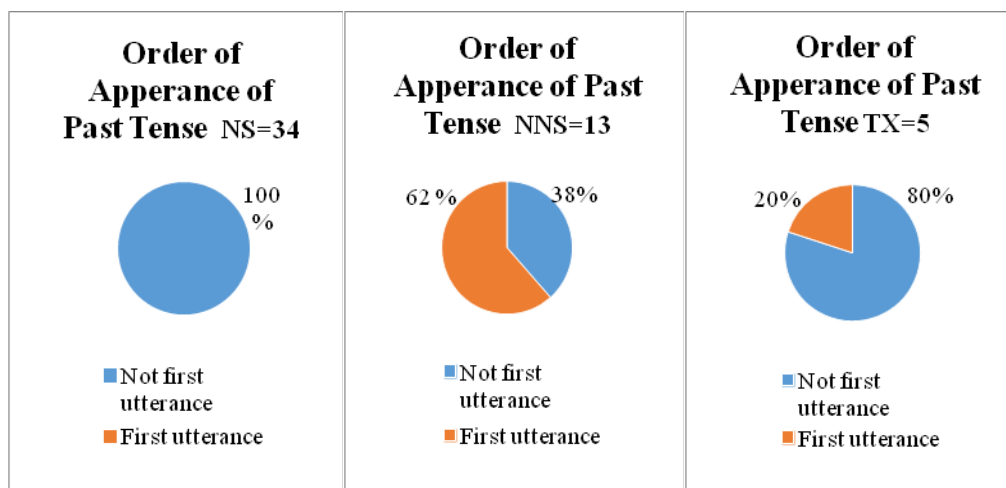 Order of
Apperance of
Past Tense NS=34
100
%
Not first
utterance
First utterance
Order of
Apperance of Past
Tense NNS=13
62 %
38%
Not first
utterance
First utterance
Order of
Apperance of Past
Tense TX=5
20%
80%
Not first
utterance
First utterance